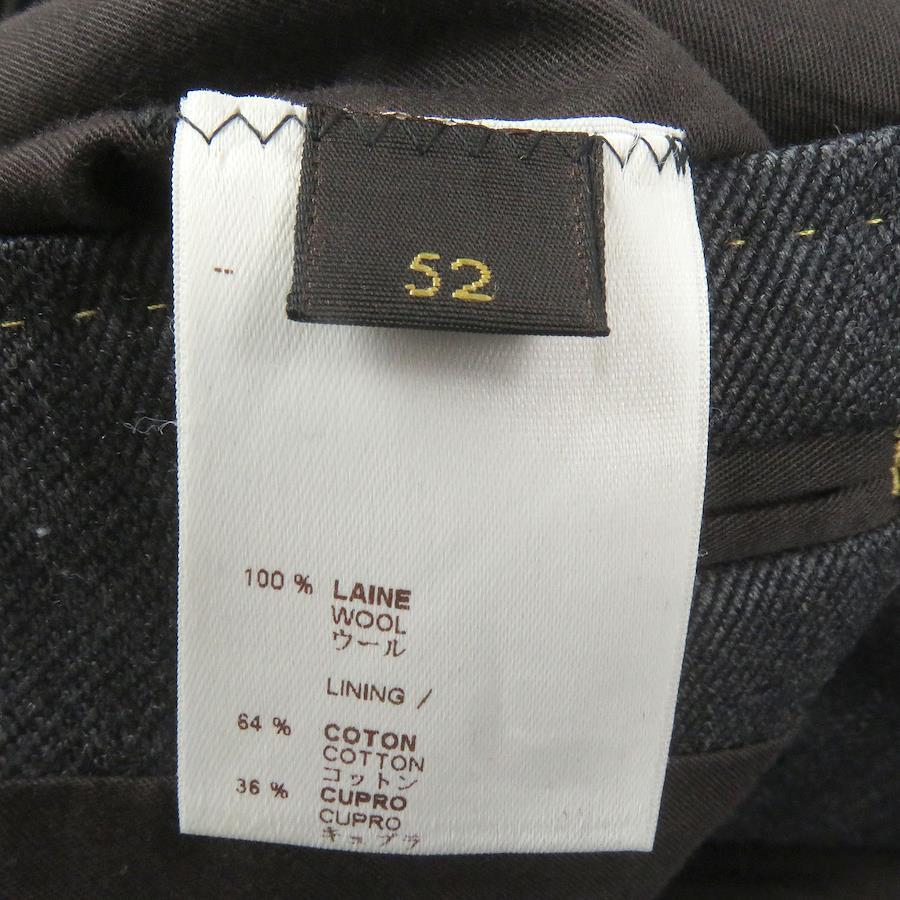 52
100 % LAINE
WOOL
ウール
LINING /
64 % COTON
COTTON
コットン
36 % CUPRO
CUPRO
キュプラ